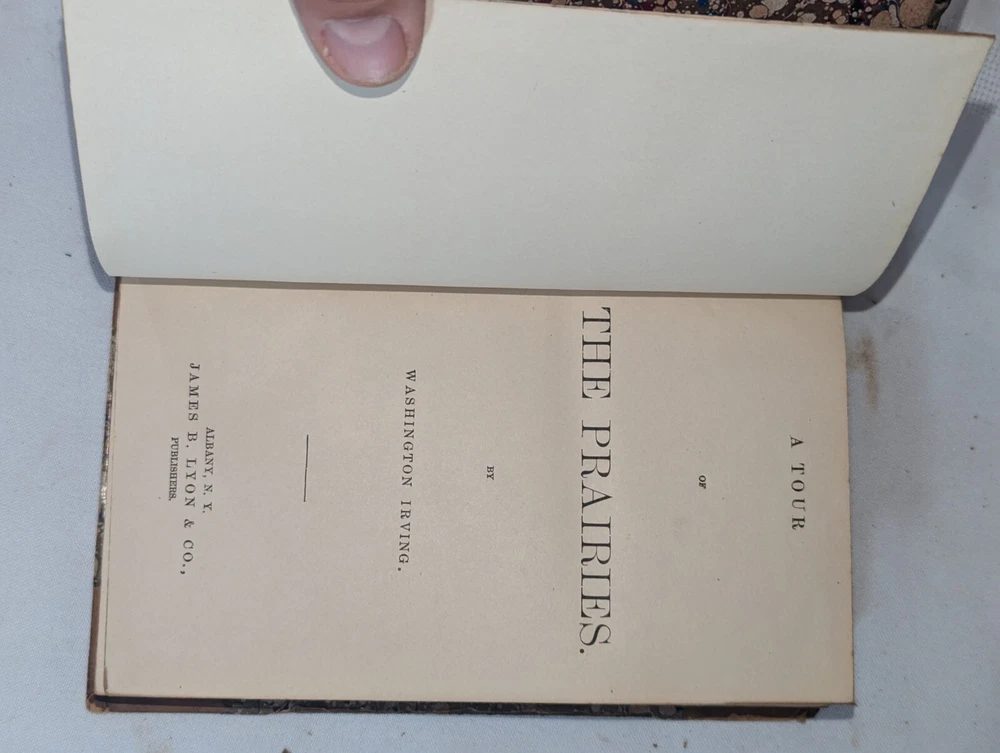 A TOUR
OF
THE PRAIRIES.
BY
WASHINGTON IRVING.
ALBANY, N. Y.
JAMES B. LYON & CO.,
PUBLISHERS.